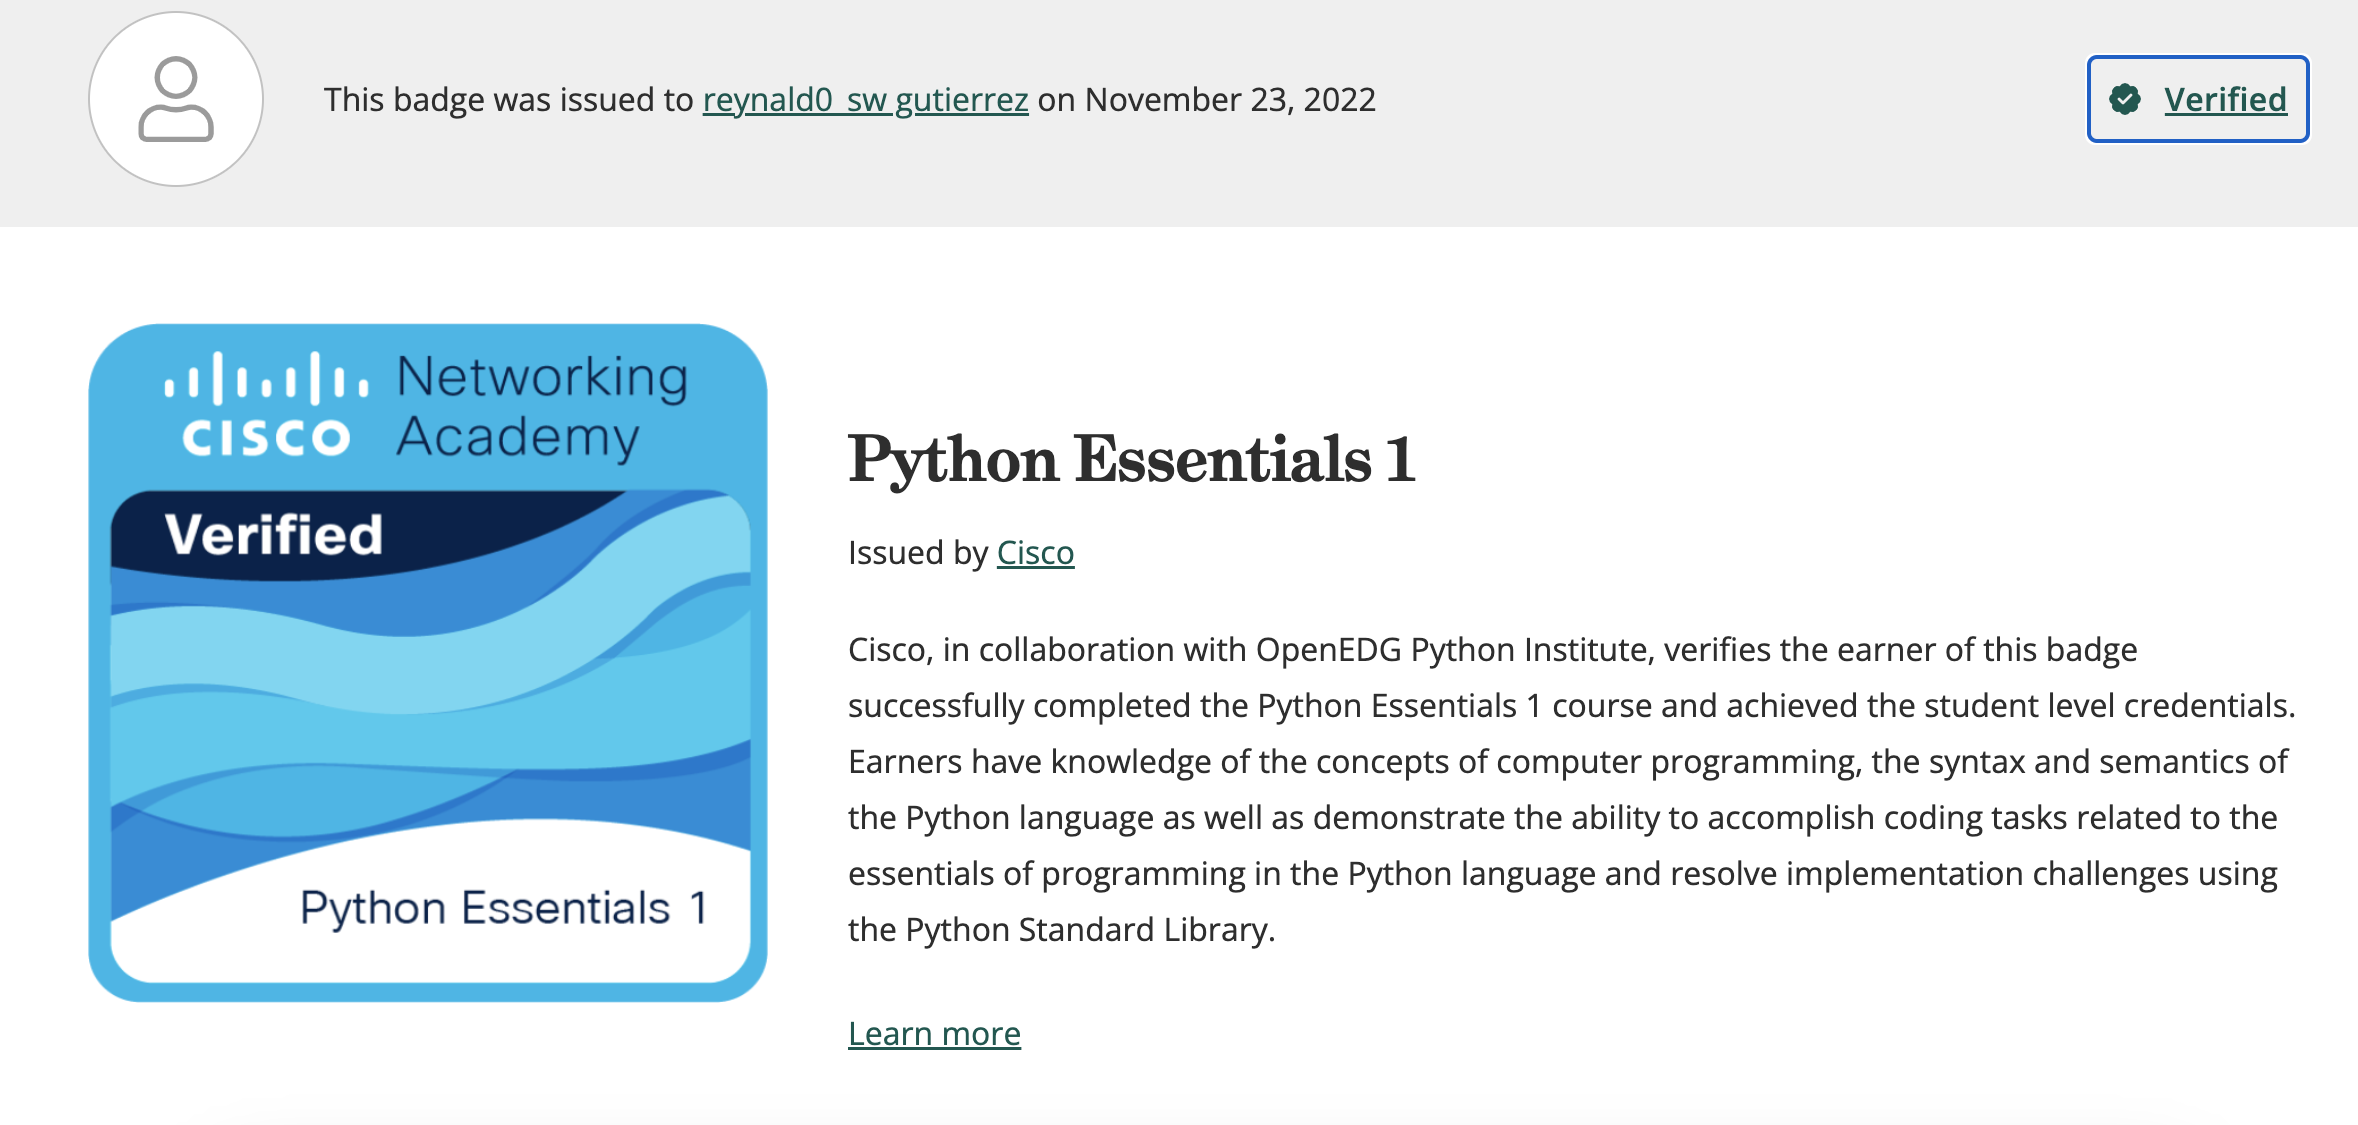 This badge was issued to reynald0 sw gutierrez on November 23, 2022
Verified
CISCO
Networking
Academy
Verified
Python Essentials 1
Python Essentials 1
Issued by Cisco
Cisco, in collaboration with OpenEDG Python Institute, verifies the earner of this badge
successfully completed the Python Essentials 1 course and achieved the student level credentials.
Earners have knowledge of the concepts of computer programming, the syntax and semantics of
the Python language as well as demonstrate the ability to accomplish coding tasks related to the
essentials of programming in the Python language and resolve implementation challenges using
the Python Standard Library.
Learn more